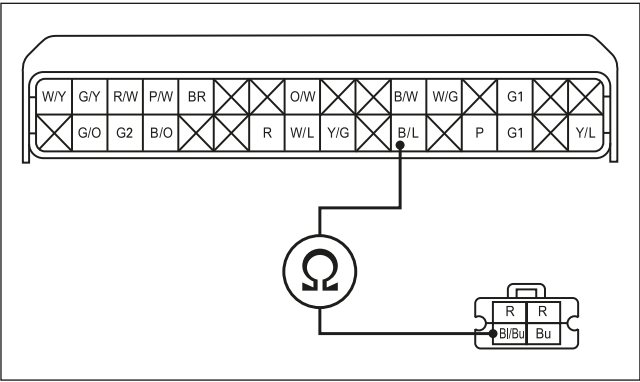 W/Y G/Y R/W P/W BR O/W B/W W/G G1
G/O G2 B/O R W/L Y/G B/L P G1 Y/L
Ω
R R
Bl/Bu Bu